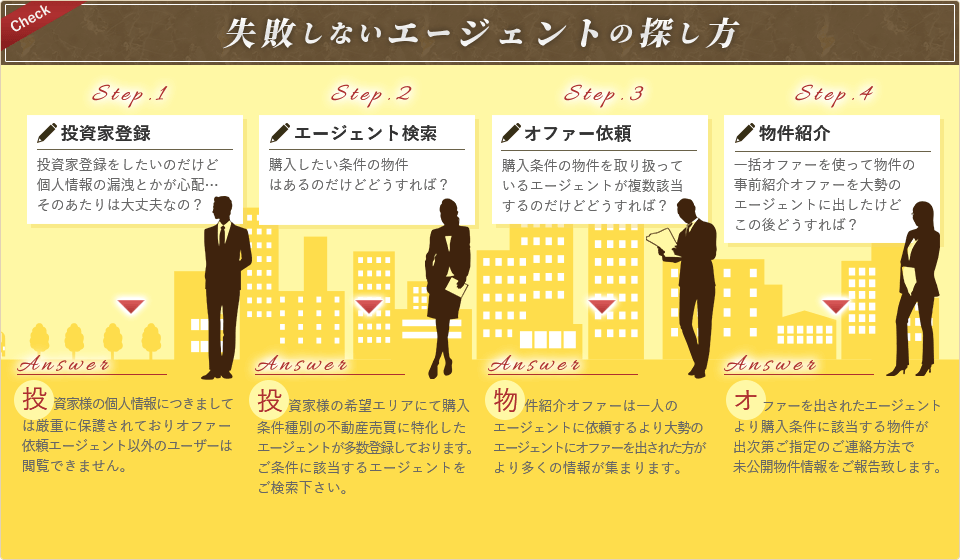 Check
失敗しないエージェントの探し方
Step.1
投資家登録
投資家登録をしたいのだけど
個人情報の漏洩とかが心配…
そのあたりは大丈夫なの？
Answer
投資家様の個人情報につきまして
は厳重に保護されておりオファー
依頼エージェント以外のユーザーは
閲覧できません。
Step.2
エージェント検索
購入したい条件の物件
はあるのだけどどうすれば？
Answer
投資家様の希望エリアにて購入
条件種別の不動産売買に特化した
エージェントが多数登録しております。
ご条件に該当するエージェントを
ご検索下さい。
Step.3
オファー依頼
購入条件の物件を取り扱って
いるエージェントが複数該当
するのだけどどうすれば？
Answer
物件紹介オファーは一人の
エージェントに依頼するより大勢の
エージェントにオファーを出された方が
より多くの情報が集まります。
Step.4
物件紹介
一括オファーを使って物件の
事前紹介オファーを大勢の
エージェントに出したけど
この後どうすれば？
Answer
オファーを出されたエージェント
より購入条件に該当する物件が
出次第ご指定のご連絡方法で
未公開物件情報をご報告致します。